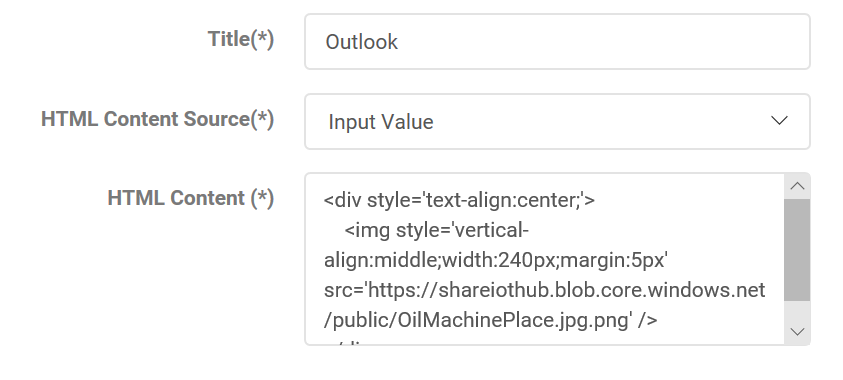 Title(*)
Outlook
HTML Content Source(*)
Input Value
HTML Content (*)
<div style='text-align:center;'>
<img style='vertical-
align:middle;width:240px;margin:5px'
src='https://shareiothub.blob.core.windows.net
/public/OilMachinePlace.jpg.png' />